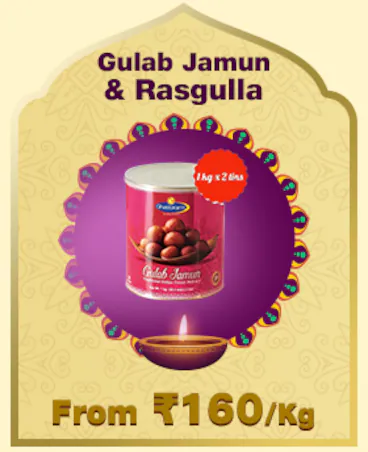 Gulab Jamun
& Rasgulla
1 kg x 2 tins
Gulab Jamun
From ₹160/Kg